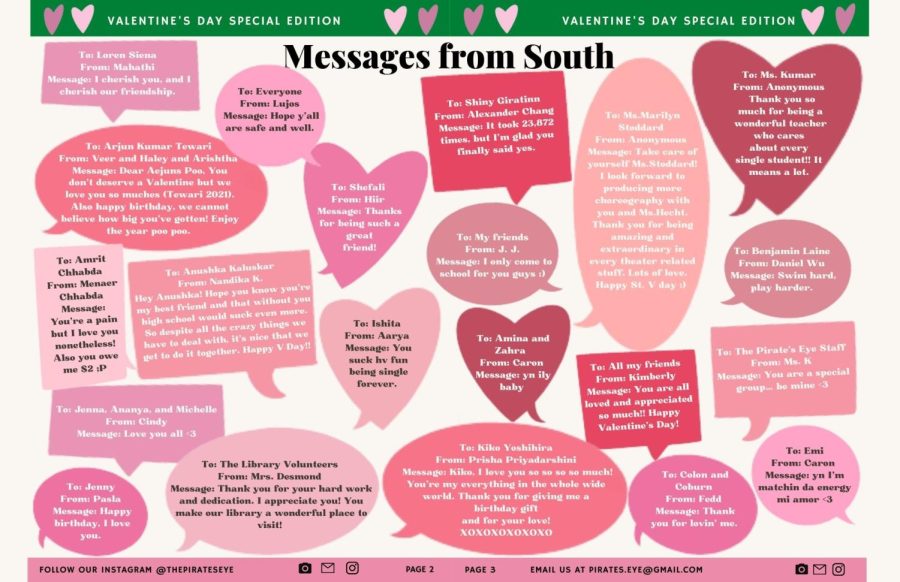 VALENTINE'S DAY SPECIAL EDITION
VALENTINE'S DAY SPECIAL EDITION
Messages from South
To: Loren Siena
From: Mahathi
Message: I cherish you, and I
cherish our friendship.
To: Everyone
From: Lujos
Message: Hope y'all
are safe and well.
To: Arjun Kumar Tewari
From: Veer and Haley and Arishtha
Message: Dear Aejuns Poo, You
don't deserve a Valentine but we
love you so muches (Tewari 2021).
Also happy birthday, we cannot
believe how big you've gotten! Enjoy
the year poo poo.
To: Shefali
From: Hiir
Message: Thanks
for being such a
great
friend!
To: Amrit
Chhabda
From: Menaer
Chhabda
Message:
You're a pain
but I love you
nonetheless!
Also you owe
me $2 :P
To: Anushka Kaluskar
From: Nandika K.
Hey Anushka! Hope you know you're
my best friend and that without you
high school would suck even more.
So despite all the crazy things we
have to deal with, it's nice that we
get to do it together. Happy V Day!!
To: Ishita
From: Aarya
Message: You
suck hv fun
being single
forever.
To: Jenna, Ananya, and Michelle
From: Cindy
Message: Love you all <3
To: Jenny
From: Pasla
Message: Happy
birthday, I love
you.
To: The Library Volunteers
From: Mrs. Desmond
Message: Thank you for your hard work
and dedication. I appreciate you! You
make our library a wonderful place to
visit!
To: Shiny Giratinn
From: Alexander Chang
Message: It took 23,872
times, but I'm glad you
finally said yes.
To: My friends
From: J. J.
Message: I only come to
school for you guys :)
To: Amina and
Zahra
From: Caron
Message: yn ily
baby
To: Kiko Yoshihira
From: Prisha Priyadarshini
Message: Kiko, I love you so so so so much!
You're my everything in the whole wide
world. Thank you for giving me a
birthday gift
and for your love!
XOXOXOXOXOXO
To: Ms.Marilyn
Stoddard
From: Anonymous
Message: Take care of
yourself Ms.Stoddard!
I look forward to
producing more
choreography with
you and Ms.Hecht.
Thank you for being
amazing and
extraordinary in
every theater related
stuff. Lots of love,
Happy St. V day :)
To: Ms. Kumar
From: Anonymous
Thank you so
much for being a
wonderful teacher
who cares
about every
single student!! It
means a lot.
To: Benjamin Laine
From: Daniel Wu
Message: Swim hard,
play harder.
To: All my friends
From: Kimberly
Message: You are all
loved and appreciated
so much!! Happy
Valentine's Day!
To: The Pirate's Eye Staff
From: Ms. K
Message: You are a special
group... be mine <3
To: Colon and
Coburn
From: Fedd
Message: Thank
you for lovin' me.
To: Emi
From: Caron
Message: yn I'm
matchin da energy
mi amor <3
FOLLOW OUR INSTAGRAM @THEPIRATESEYE
PAGE 2
PAGE 3
EMAIL US AT PIRATES.EYE@GMAIL.COM